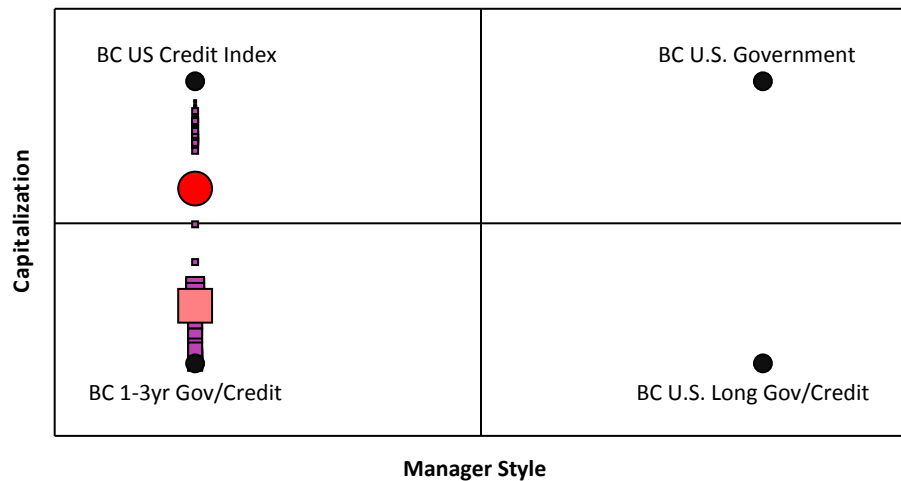 BC US Credit Index
BC U.S. Government
Capitalization
BC 1-3yr Gov/Credit
BC U.S. Long Gov/Credit
Manager Style